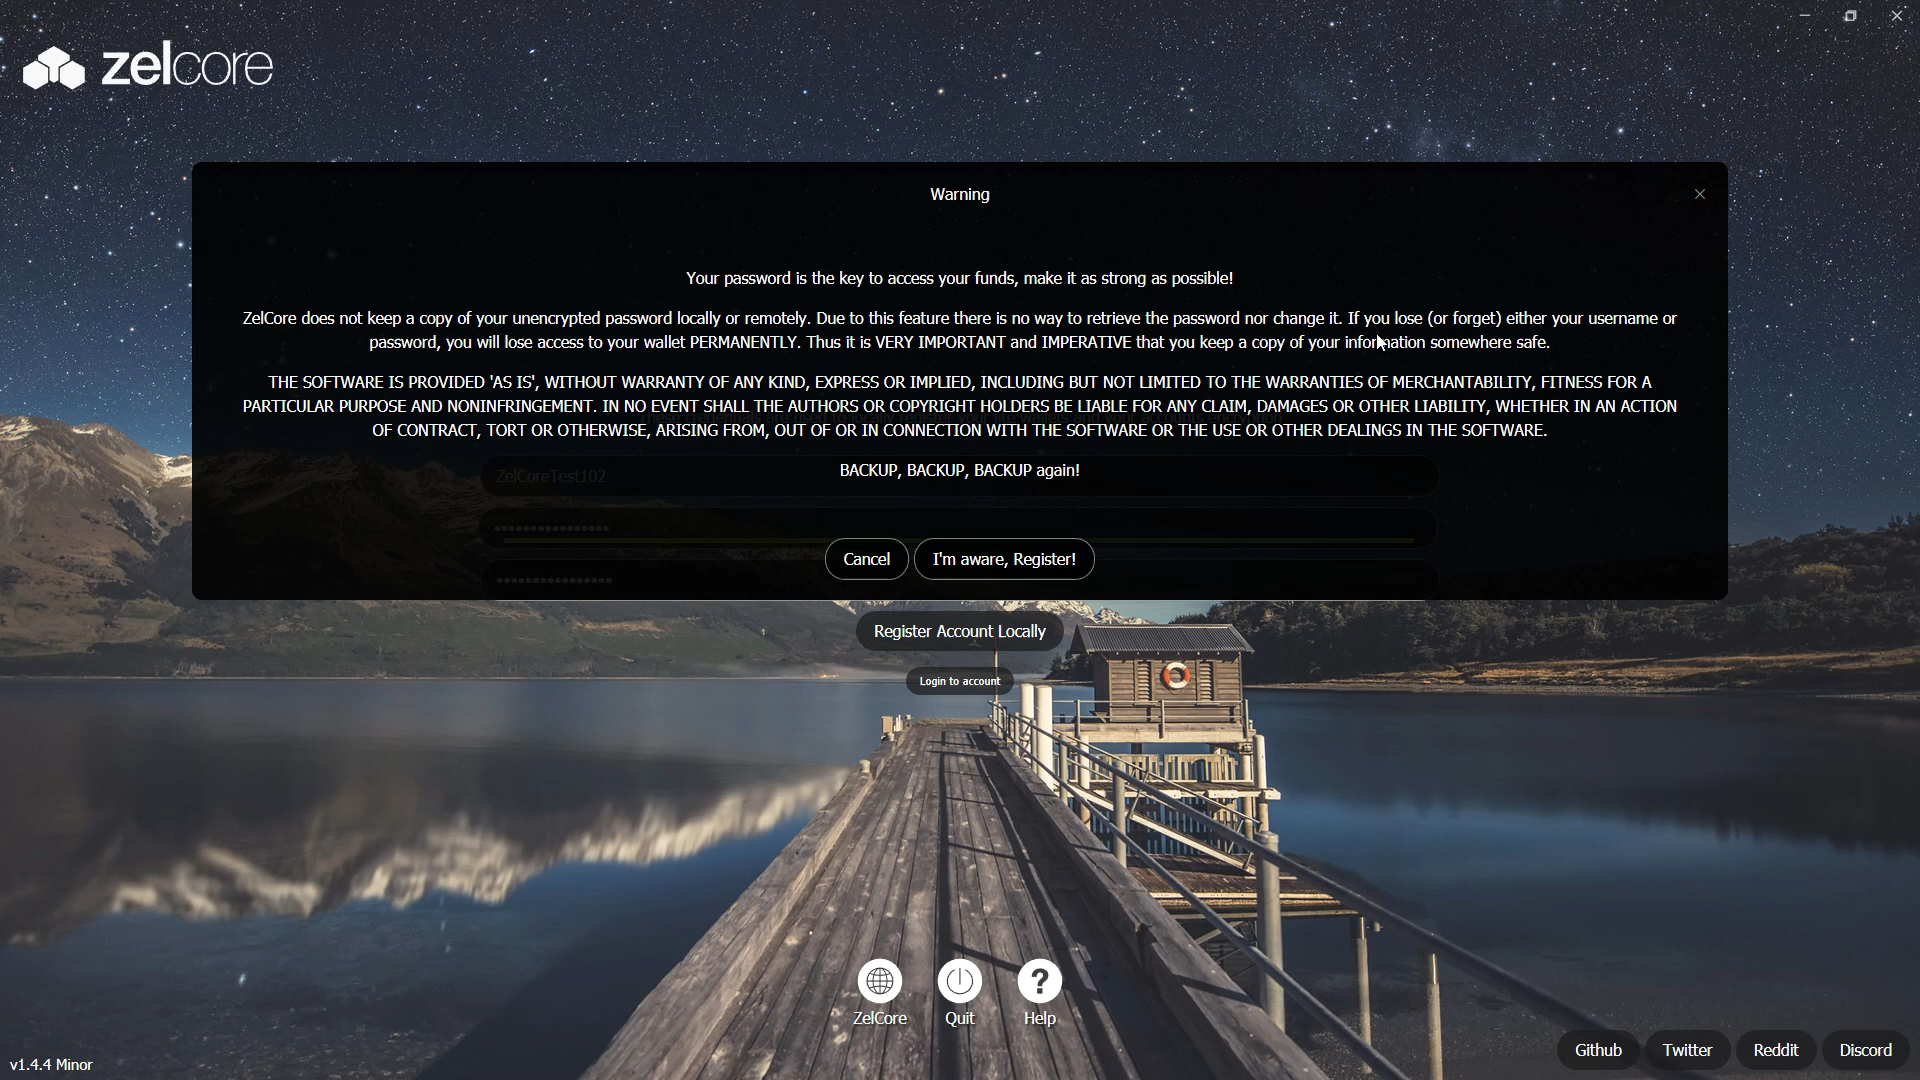 zelcore
Warning
Your password is the key to access your funds, make it as strong as possible!
ZelCore does not keep a copy of your unencrypted password locally or remotely. Due to this feature there is no way to retrieve the password nor change it. If you lose (or forget) either your username or
password, you will lose access to your wallet PERMANENTLY. Thus it is VERY IMPORTANT and IMPERATIVE that you keep a copy of your information somewhere safe.
THE SOFTWARE IS PROVIDED 'AS IS', WITHOUT WARRANTY OF ANY KIND, EXPRESS OR IMPLIED, INCLUDING BUT NOT LIMITED TO THE WARRANTIES OF MERCHANTABILITY, FITNESS FOR A
PARTICULAR PURPOSE AND NONINFRINGEMENT. IN NO EVENT SHALL THE AUTHORS OR COPYRIGHT HOLDERS BE LIABLE FOR ANY CLAIM, DAMAGES OR OTHER LIABILITY, WHETHER IN AN ACTION
OF CONTRACT, TORT OR OTHERWISE, ARISING FROM, OUT OF OR IN CONNECTION WITH THE SOFTWARE OR THE USE OR OTHER DEALINGS IN THE SOFTWARE.
BACKUP, BACKUP, BACKUP again!
ZelCoreTest102
Cancel
I'm aware, Register!
Register Account Locally
Login to account
ZelCore
Quit
Help
v1.4.4 Minor
Github
Twitter
Reddit
Discord